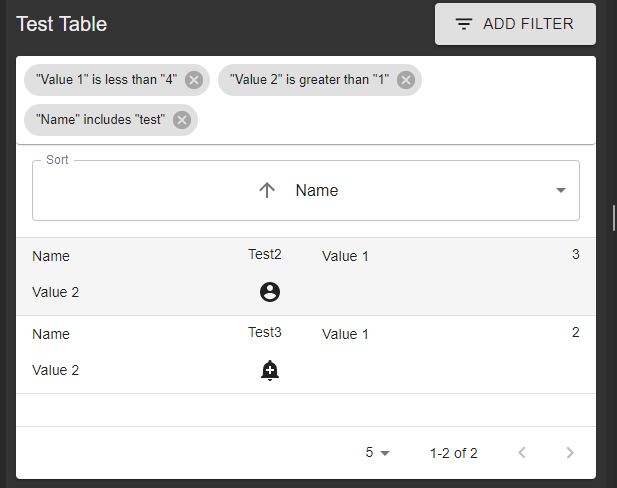 Test Table
ADD FILTER
"Value 1" is less than "4"
"Value 2" is greater than "1"
"Name" includes "test"
Sort
Name
Name Test2 Value 1 3
Value 2
Name Test3 Value 1 2
Value 2
5 1-2 of 2